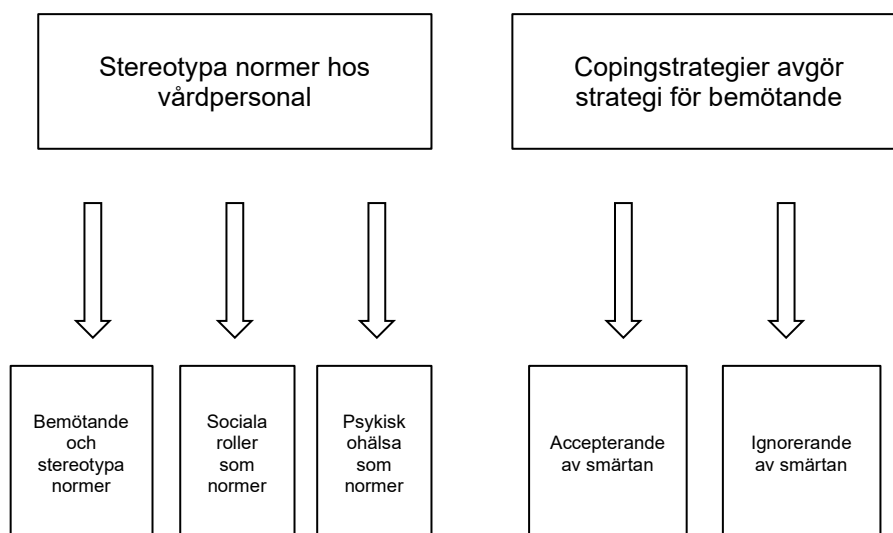 Stereotypa normer hos
vårdpersonal
Copingstrategier avgör
strategi för bemötande
Bemötande
och
stereotypa
normer
Sociala
roller
som
normer
Psykisk
ohälsa
som
normer
Accepterande
av smärtan
Ignorerande
av smärtan